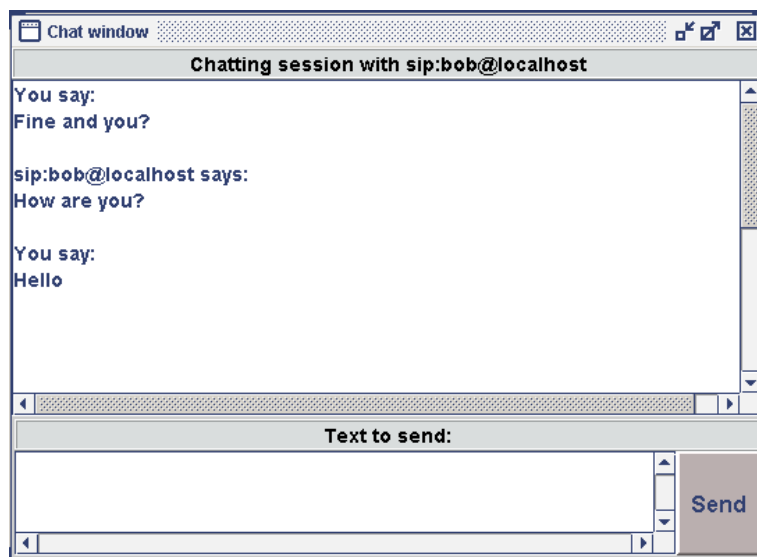 Chat window
Chatting session with sip:bob@localhost
You say:
Fine and you?
sip:bob@localhost says:
How are you?
You say:
Hello
Text to send:
Send